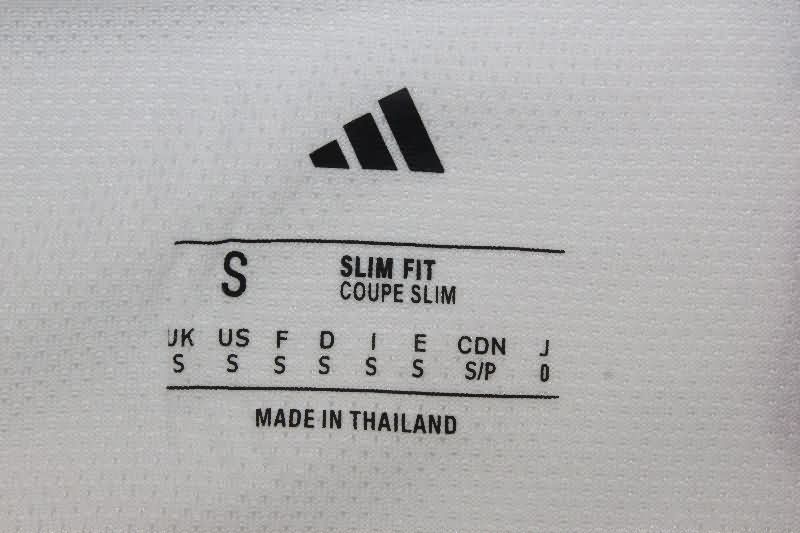 S SLIM FIT
COUPE SLIM
UK US F D I E CDN J
S S S S S S S/P 0
MADE IN THAILAND